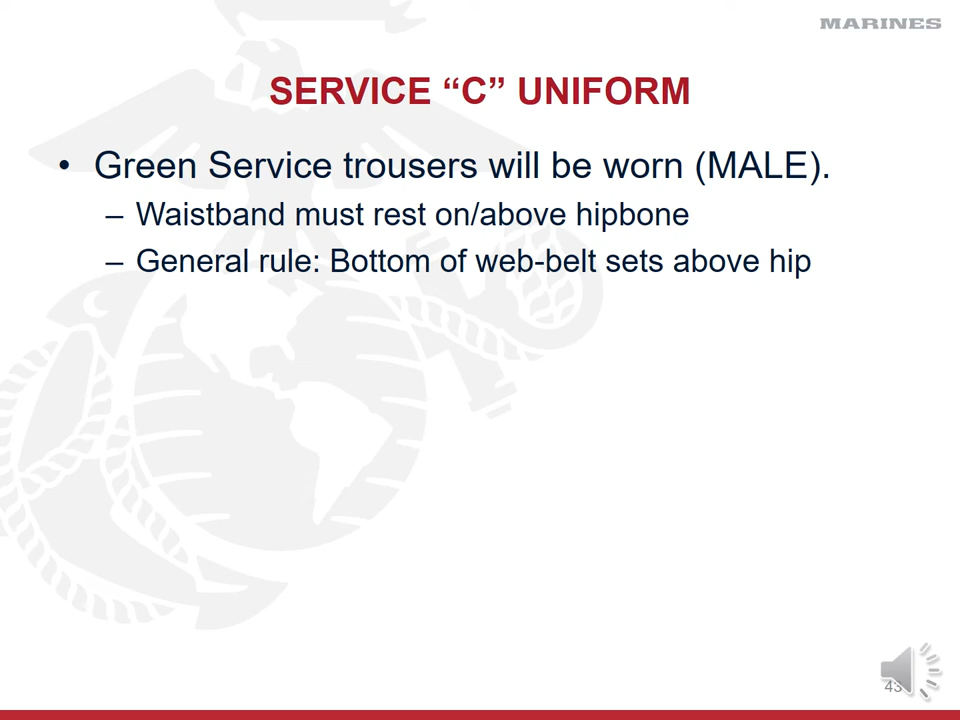 MARINES
SERVICE “C” UNIFORM
• Green Service trousers will be worn (MALE).
– Waistband must rest on/above hipbone
– General rule: Bottom of web-belt sets above hip
43